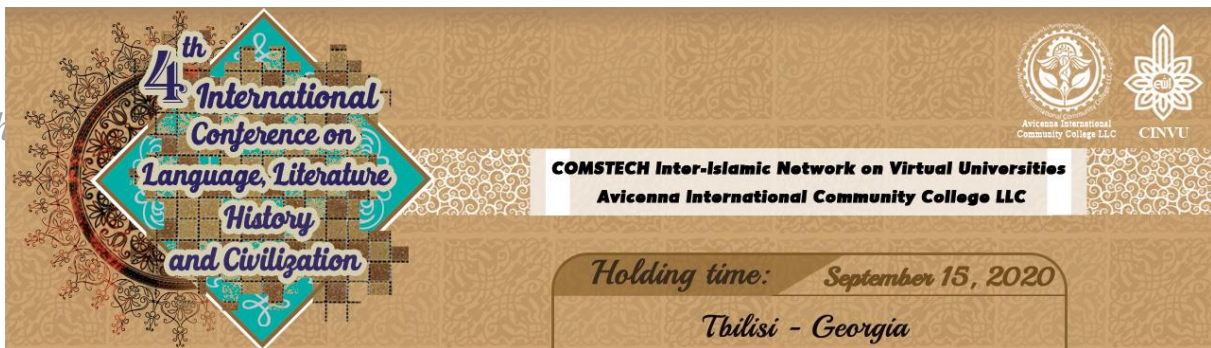 4th
International
Conference on
Language, Literature
History
and Civilization
Avicenna International
Community College LLC
CINVU
COMSTECH Inter-Islamic Network on Virtual Universities
Avicenna International Community College LLC
Holding time: September 15, 2020
Tbilisi - Georgia